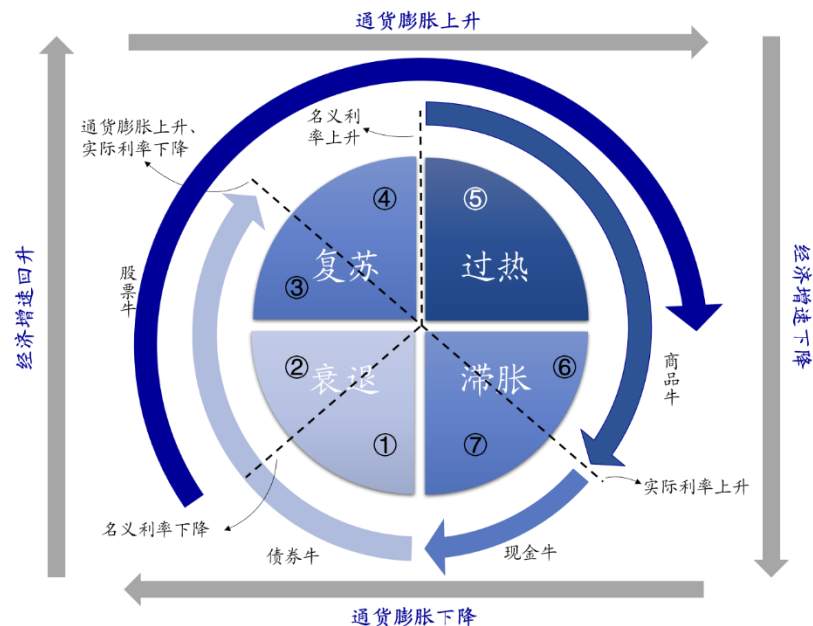 通货膨胀上升
名义利
率上升
通货膨胀上升、
实际利率下降
④
⑤
经济增速回升
股票牛
③
复苏
过热
经济增速下降
②
衰退
滞胀
⑥
商品牛
①
⑦
实际利率上升
名义利率下降
债券牛
现金牛
通货膨胀下降